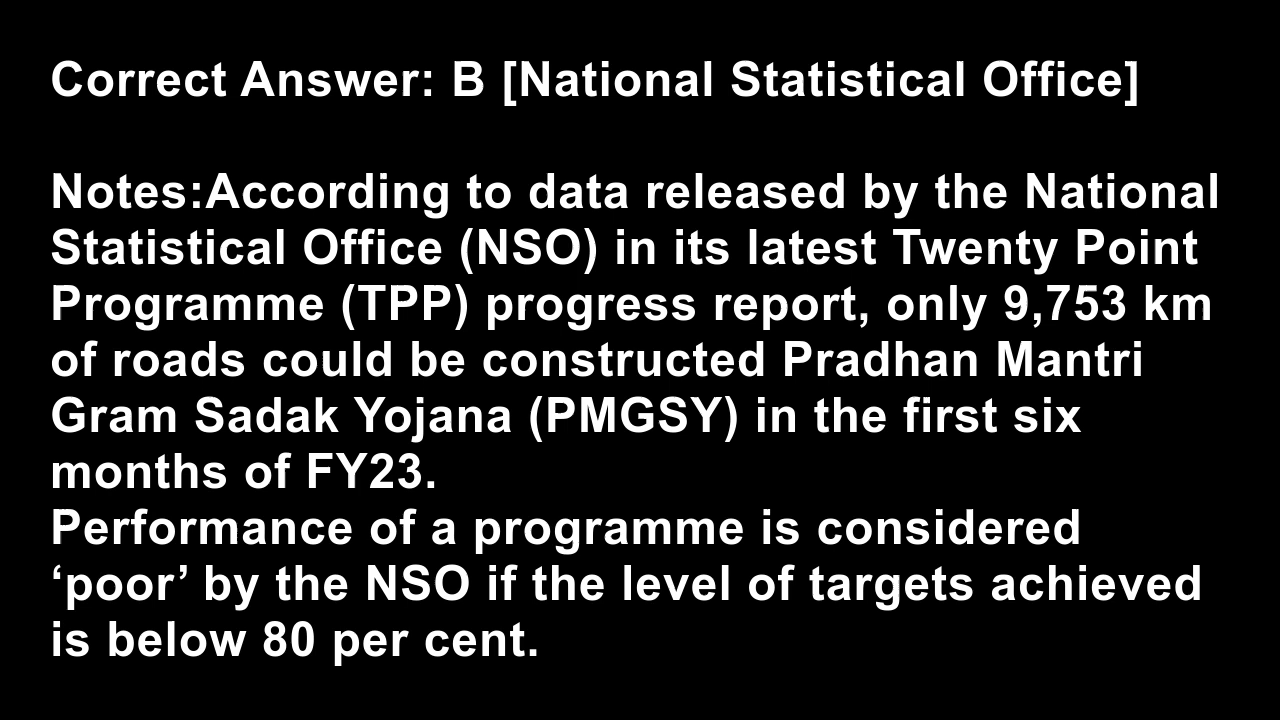 Correct Answer: B [National Statistical Office]
Notes:According to data released by the National
Statistical Office (NSO) in its latest Twenty Point
Programme (TPP) progress report, only 9,753 km
of roads could be constructed Pradhan Mantri
Gram Sadak Yojana (PMGSY) in the first six
months of FY23.
Performance of a programme is considered
‘poor’ by the NSO if the level of targets achieved
is below 80 per cent.